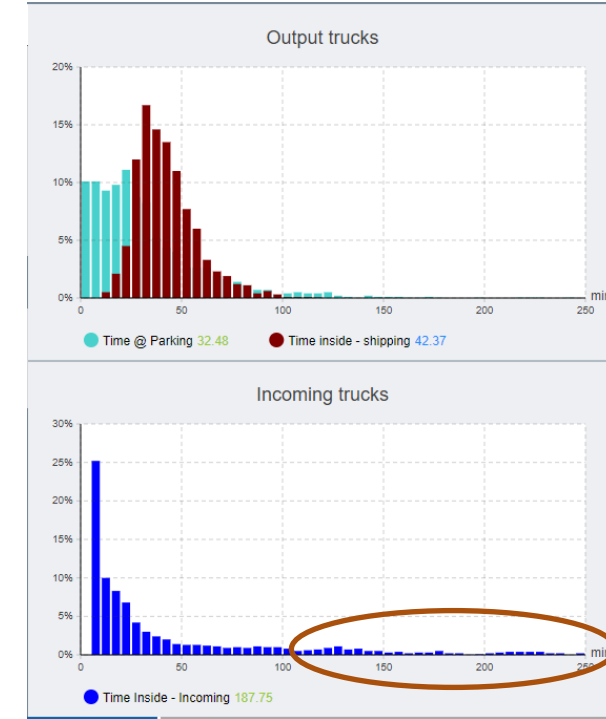 Output trucks
20%
15%
10%
5%
0%
min
0 50 100 150 200 250
Time @ Parking 32.48 Time inside - shipping 42.37
Incoming trucks
30%
25%
20%
15%
10%
5%
0%
min
0 50 100 150 200 250
Time Inside - Incoming 187.75